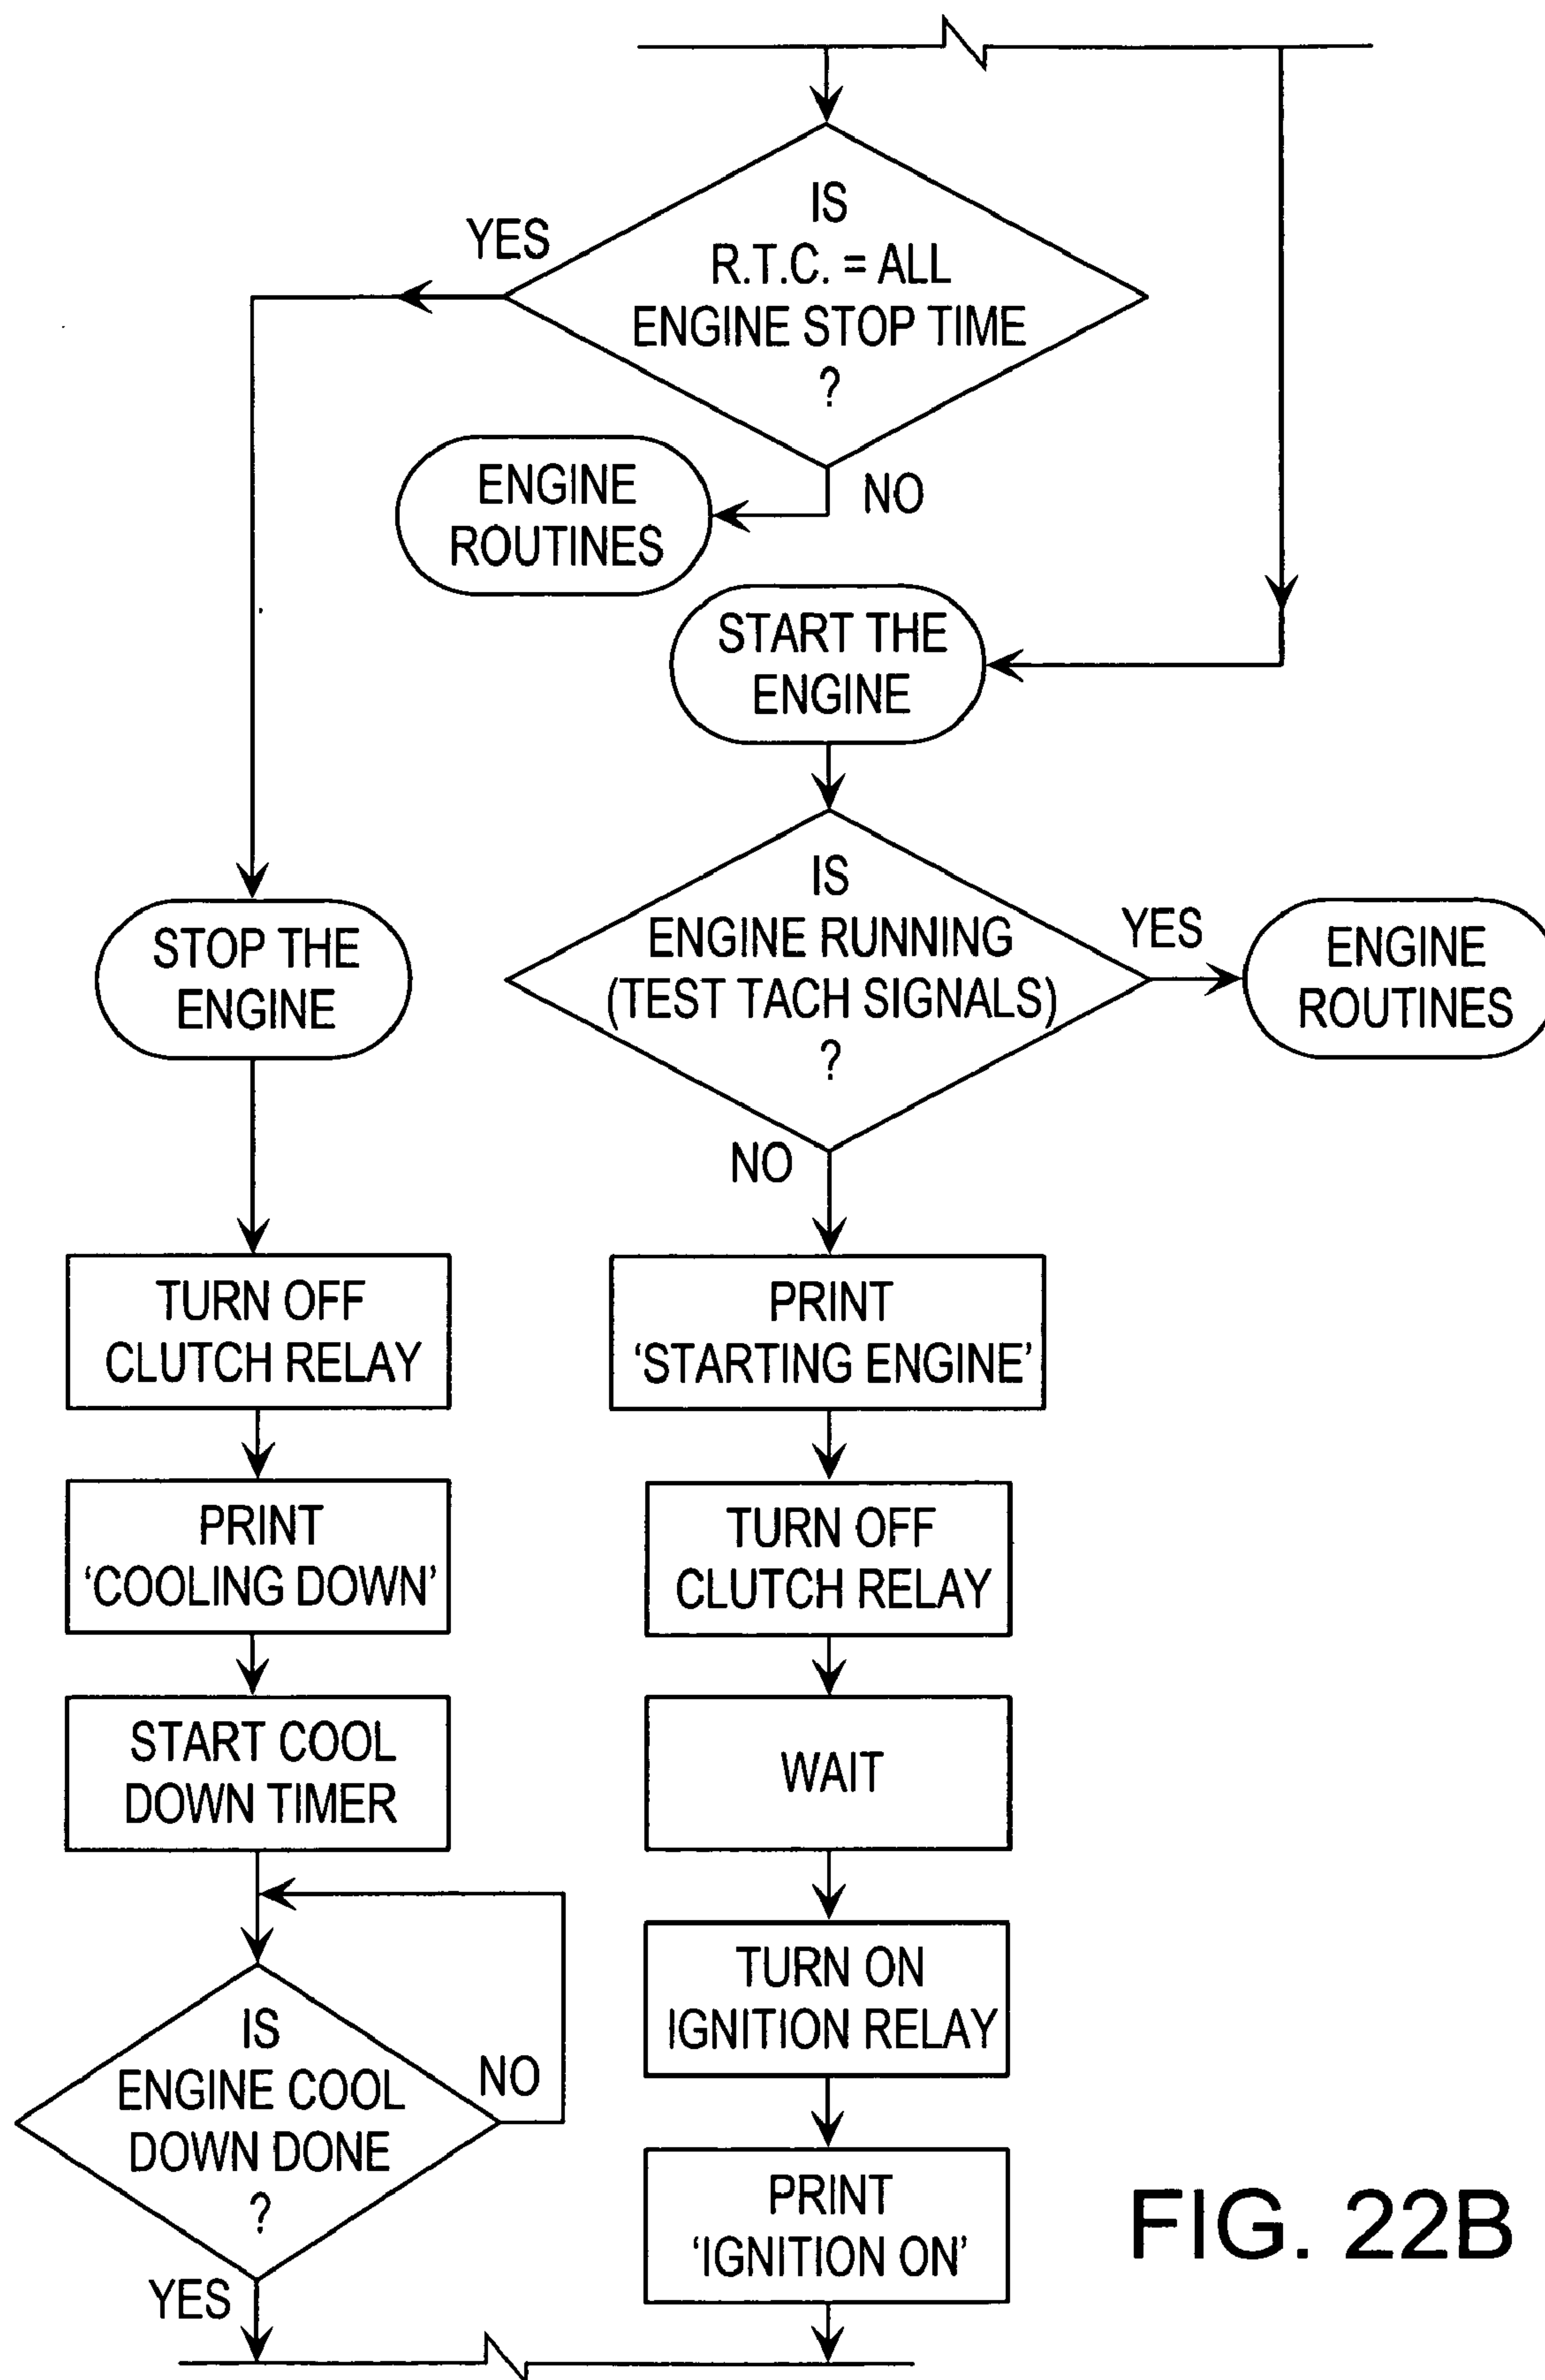 IS
R.T.C. = ALL
ENGINE STOP TIME
?
YES
NO
ENGINE
ROUTINES
START THE
ENGINE
IS
ENGINE RUNNING
(TEST TACH SIGNALS)
?
YES
ENGINE
ROUTINES
NO
STOP THE
ENGINE
TURN OFF
CLUTCH RELAY
PRINT
‘COOLING DOWN’
START COOL
DOWN TIMER
IS
ENGINE COOL
DOWN DONE
?
NO
YES
PRINT
‘STARTING ENGINE’
TURN OFF
CLUTCH RELAY
WAIT
TURN ON
IGNITION RELAY
PRINT
‘IGNITION ON’
FIG. 22B